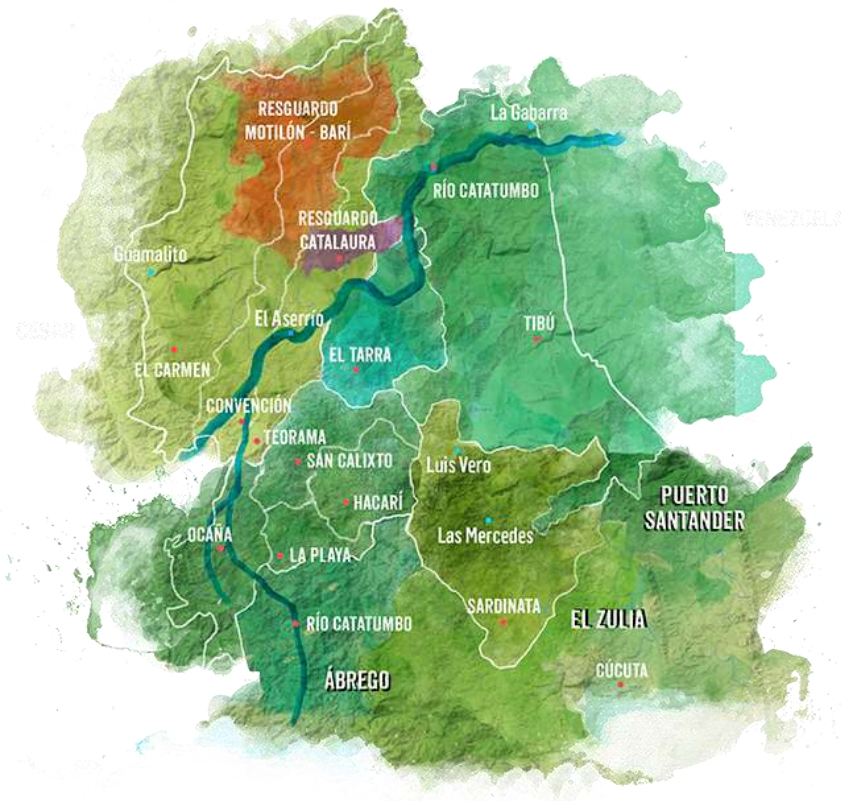 RESGUARDO
MOTILÓN - BARÍ
La Gabarra
RÍO CATATUMBO
RESGUARDO
CATALAURA
VENEZUELA
Guamalito
El Aserrío
CESAR
TIBÚ
EL TARRA
EL CARMEN
CONVENCIÓN
TEORAMA
SAN CALIXTO
Luis Vero
HACARÍ
PUERTO
SANTANDER
OCAÑA
Las Mercedes
LA PLAYA
SARDINATA
RÍO CATATUMBO
EL ZULIA
CÚCUTA
ÁBREGO